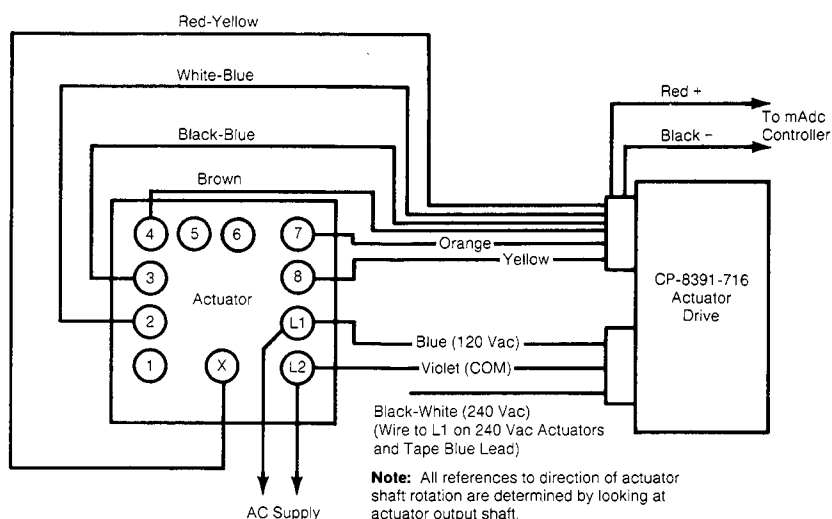 Red-Yellow
White-Blue
Black-Blue
Brown
Red +
To mAdc
Controller
Black –
4
5
6
7
Orange
8
Yellow
3
Actuator
CP-8391-716
Actuator
Drive
2
L1
Blue (120 Vac)
1
X
L2
Violet (COM)
Black-White (240 Vac)
(Wire to L1 on 240 Vac Actuators
and Tape Blue Lead)
Note: All references to direction of actuator
shaft rotation are determined by looking at
actuator output shaft.
AC Supply